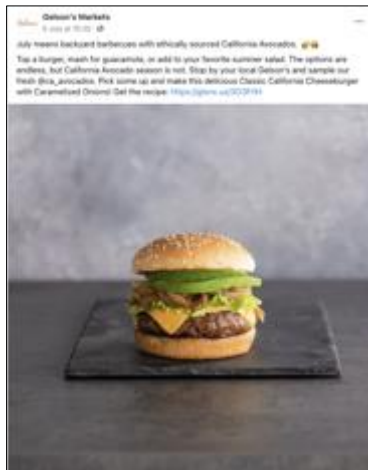 Gelson's Markets
July means backyard barbecues with ethically sourced California Avocados. 🥑🍔
Top a burger, mash for guacamole, or add to your favorite summer salad. The options are
endless, but California Avocado season is not. Stop by your local Gelson's and sample our
fresh @ca_avocados. Pick some up and make this delicious Classic California Cheeseburger
with Caramelized Onions! Get the recipe: